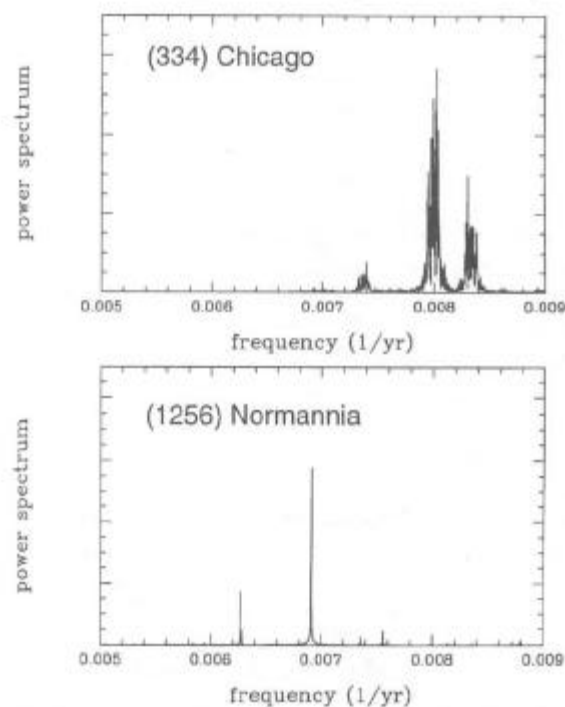 (334) Chicago
power spectrum
0.005 0.006 0.007 0.008 0.009
frequency (1/yr)
(1256) Normannia
power spectrum
0.005 0.006 0.007 0.008 0.009
frequency (1/yr)